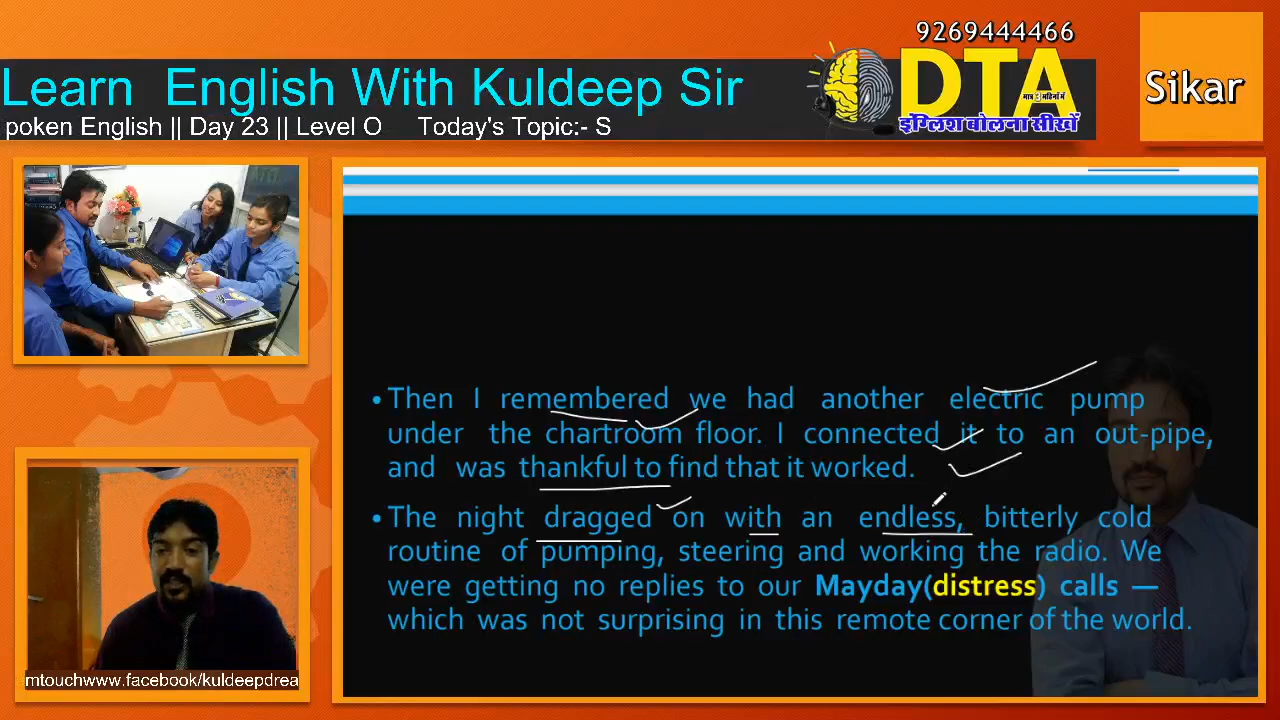 9269444466
Learn English With Kuldeep Sir
poken English || Day 23 || Level O Today's Topic:- S
DTA
इंग्लिश बोलना सीखें
Sikar
• Then I remembered we had another electric pump
under the chartroom floor. I connected it to an out-pipe,
and was thankful to find that it worked.
• The night dragged on with an endless, bitterly cold
routine of pumping, steering and working the radio. We
were getting no replies to our Mayday(distress) calls —
which was not surprising in this remote corner of the world.
mtouchwww.facebook/kuldeepdrea